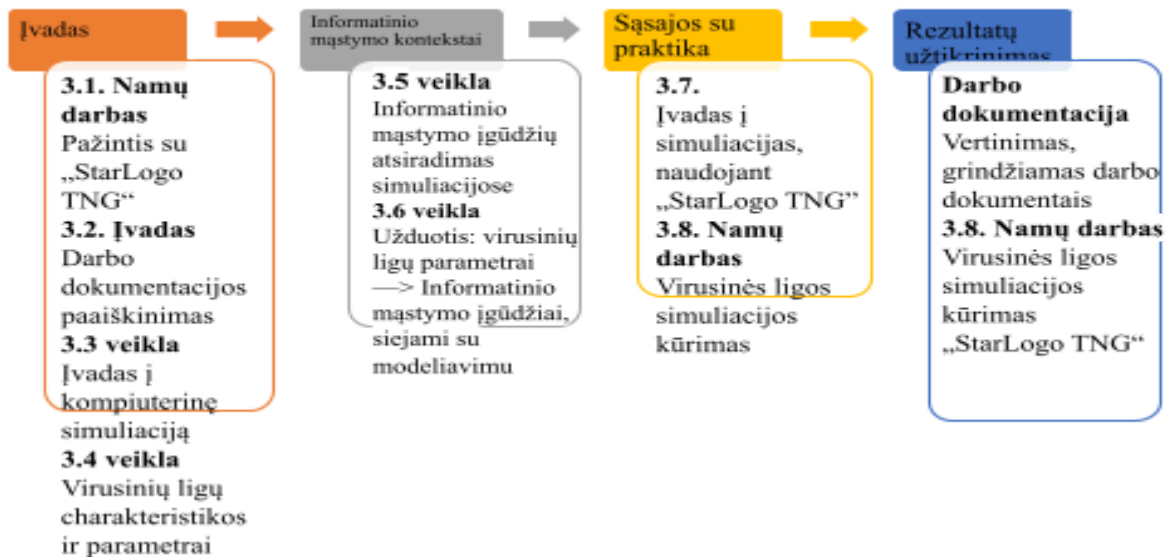 Įvadas
3.1. Namų
darbas
Pažintis su
„StarLogo
TNG“
3.2. Įvadas
Darbo
dokumentacijos
paaiškinimas
3.3 veikla
Įvadas į
kompiuterinę
simuliaciją
3.4 veikla
Virusinių ligų
charakteristikos
ir parametrai
Informatinio
mąstymo kontekstai
3.5 veikla
Informatinio
mąstymo įgūdžių
atsiradimas
simuliacijose
3.6 veikla
Užduotis: virusinių
ligų parametrai
—> Informatinio
mąstymo įgūdžiai,
siejami su
modeliavimu
Sąsajos su
praktika
3.7.
Įvadas į
simuliacijas,
naudojant
„StarLogo TNG“
3.8. Namų
darbas
Virusinės ligos
simuliacijos
kūrimas
Rezultatų
užtikrinimas
Darbo
dokumentacija
Vertinimas,
grindžiamas darbo
dokumentais
3.8. Namų darbas
Virusinės ligos
simuliacijos
kūrimas
„StarLogo TNG“